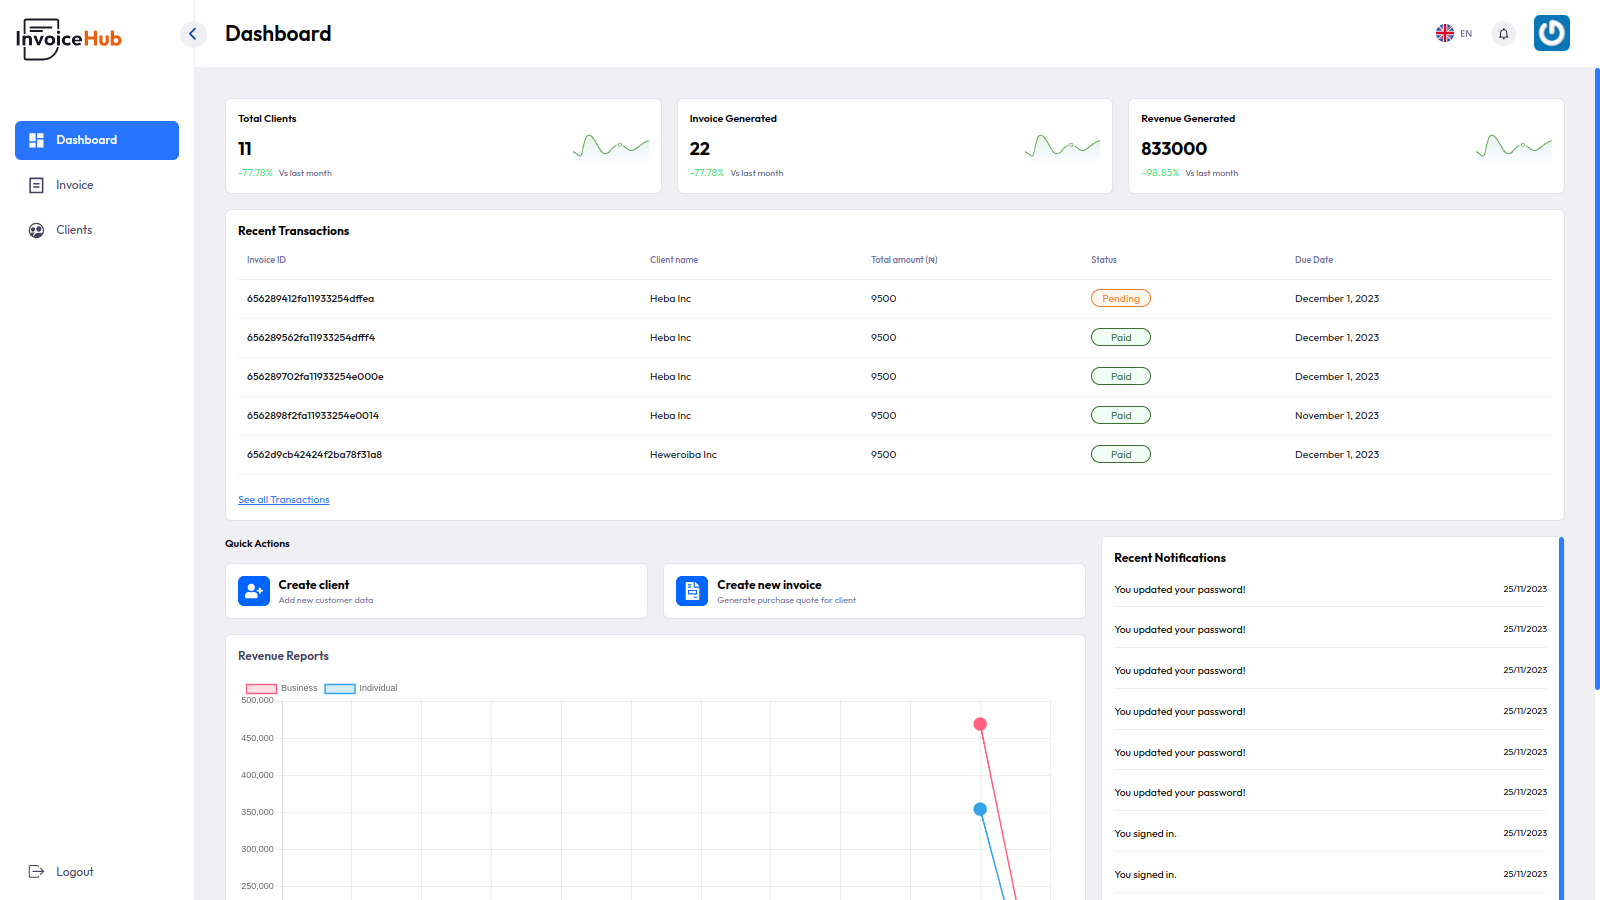 InvoiceHub
Dashboard
EN
Dashboard
Invoice
Clients
Logout
Total Clients
11
-77.78% Vs last month
Invoice Generated
22
-77.78% Vs last month
Revenue Generated
833000
-98.85% Vs last month
Recent Transactions
Invoice ID Client name Total amount (₦) Status Due Date
656289412fa11933254dffea Heba Inc 9500 Pending December 1, 2023
656289562fa11933254dfff4 Heba Inc 9500 Paid December 1, 2023
656289702fa11933254e000e Heba Inc 9500 Paid December 1, 2023
6562898f2fa11933254e0014 Heba Inc 9500 Paid November 1, 2023
6562d9cb42424f2ba78f31a8 Heweroiba Inc 9500 Paid December 1, 2023
See all Transactions
Quick Actions
Create client
Add new customer data
Create new invoice
Generate purchase quote for client
Revenue Reports
Business Individual
500,000
450,000
400,000
350,000
300,000
250,000
Recent Notifications
You updated your password! 25/11/2023
You updated your password! 25/11/2023
You updated your password! 25/11/2023
You updated your password! 25/11/2023
You updated your password! 25/11/2023
You updated your password! 25/11/2023
You signed in. 25/11/2023
You signed in. 25/11/2023